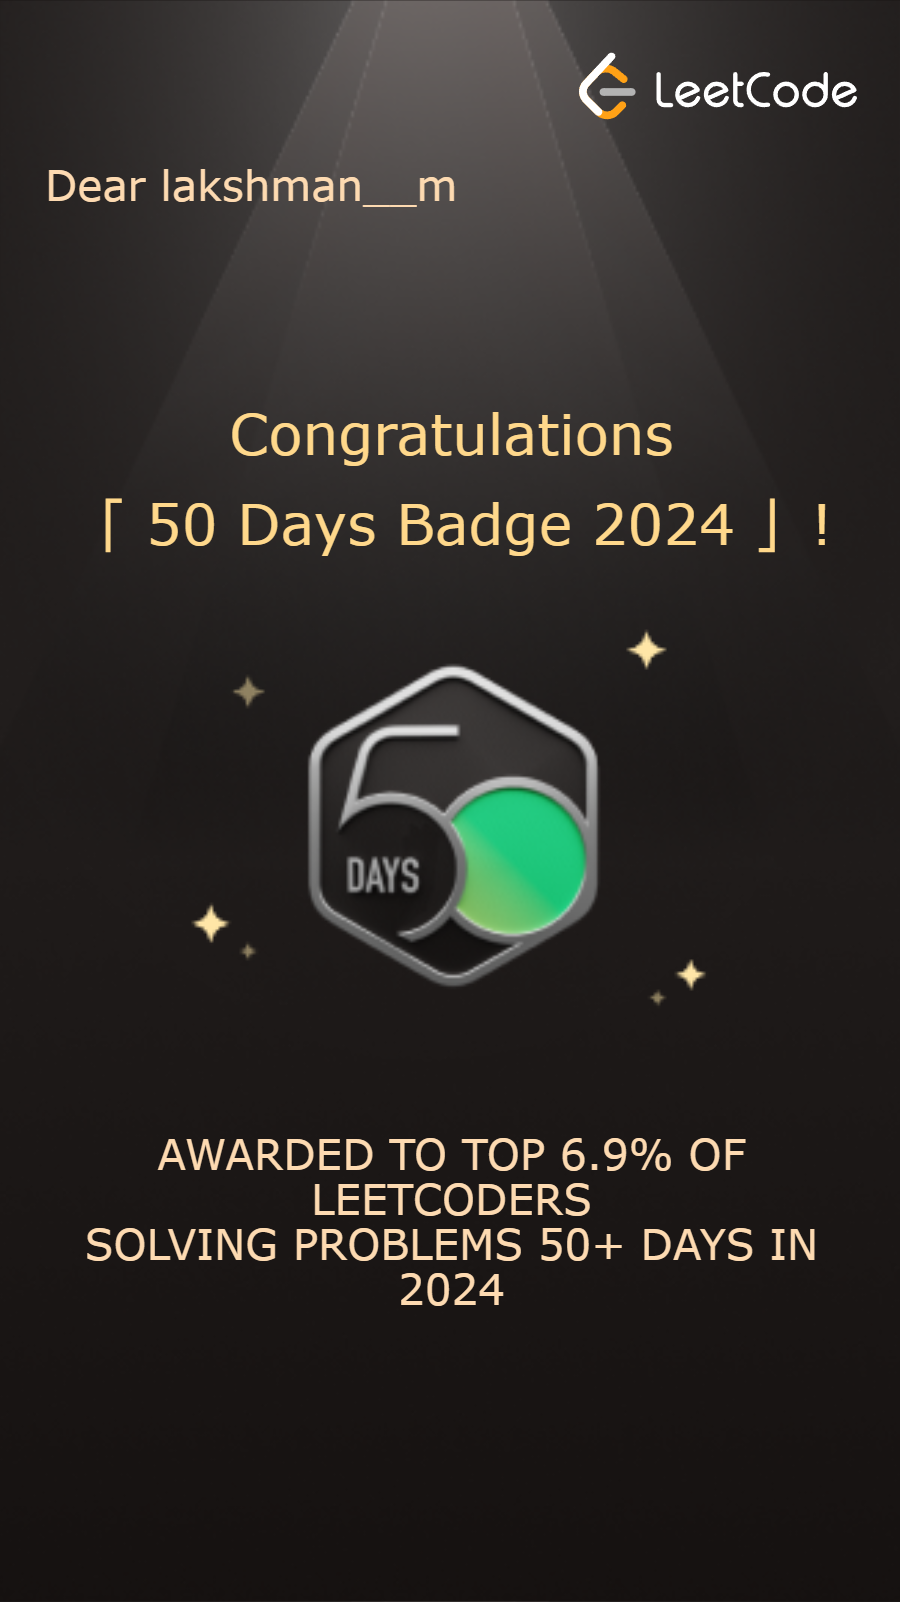 LeetCode
Dear lakshman__m
Congratulations
⌈ 50 Days Badge 2024 ⌋ !
50
DAYS
AWARDED TO TOP 6.9% OF
LEETCODERS
SOLVING PROBLEMS 50+ DAYS IN
2024